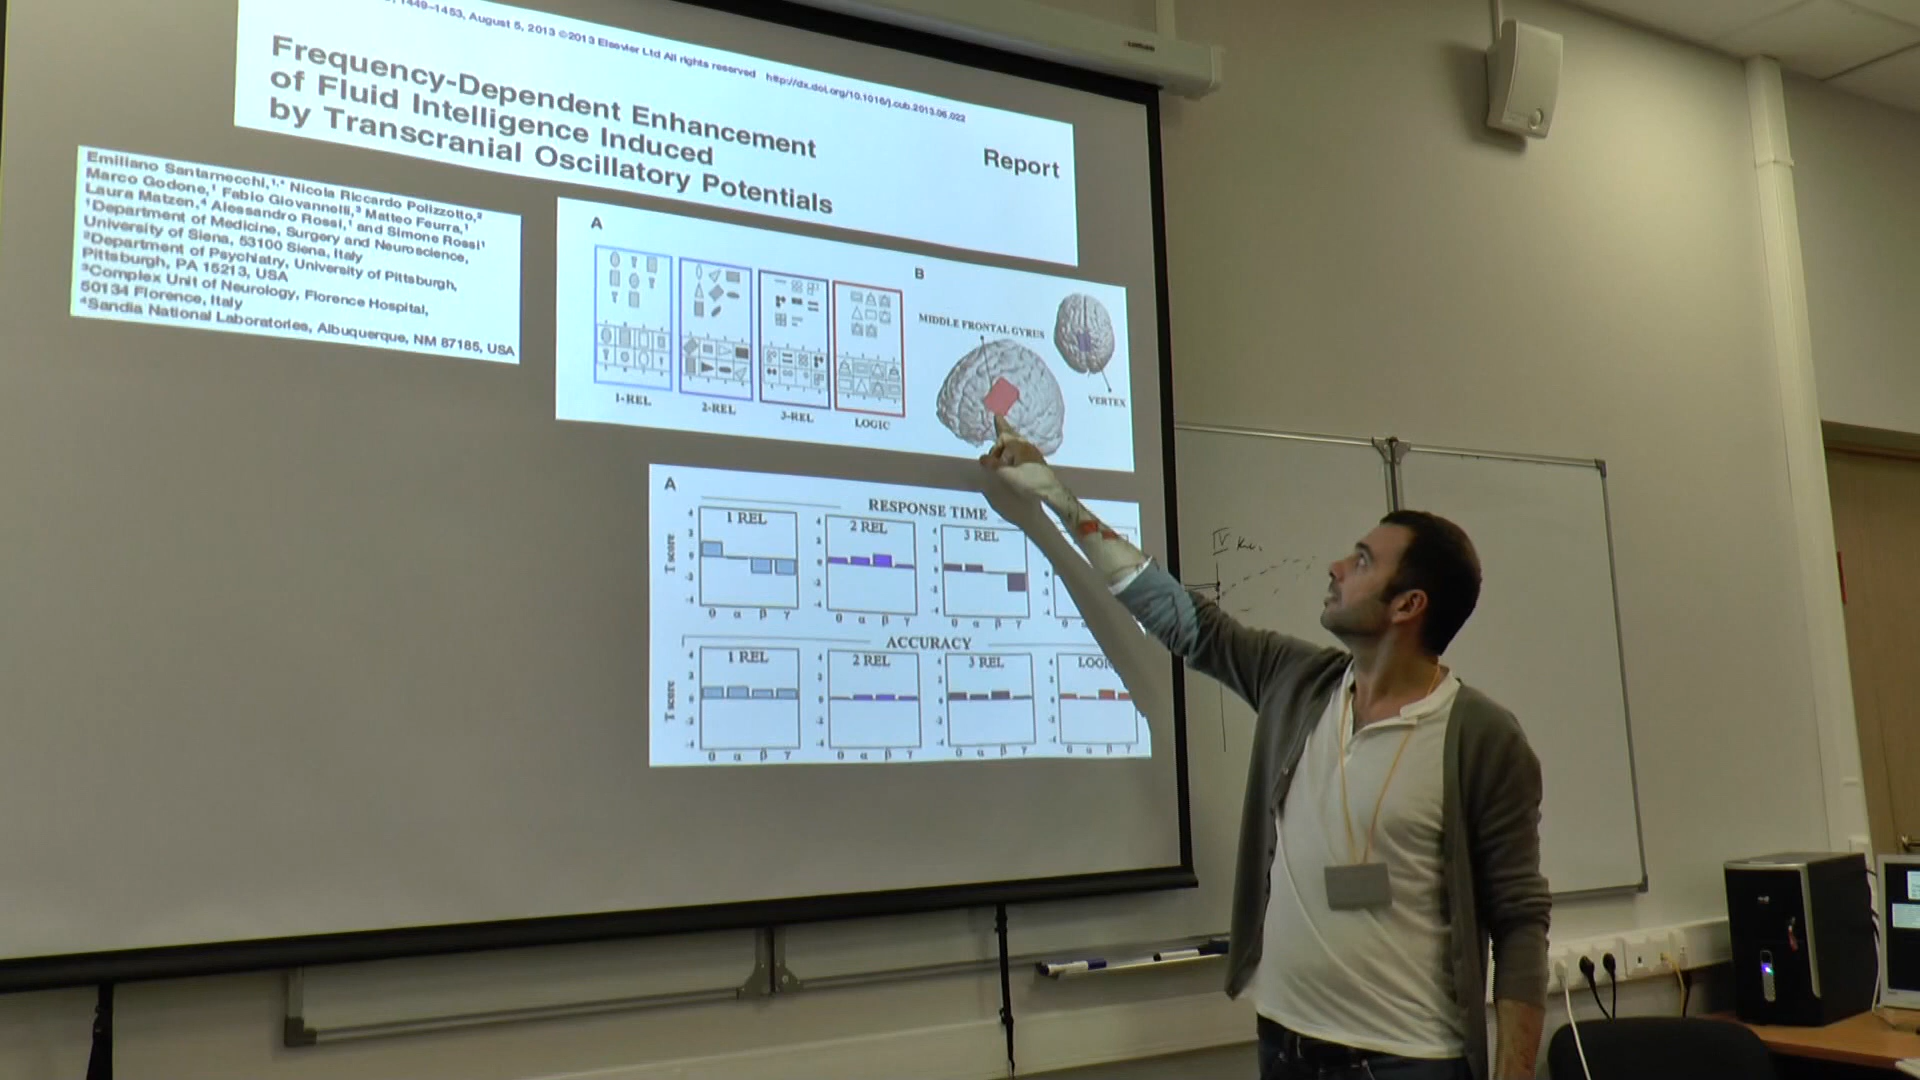 1449–1453, August 5, 2013 ©2013 Elsevier Ltd All rights reserved http://dx.doi.org/10.1016/j.cub.2013.06.022
Frequency-Dependent Enhancement
of Fluid Intelligence Induced
by Transcranial Oscillatory Potentials
Report
Emiliano Santarnecchi,¹,* Nicola Riccardo Polizzotto,²
Marco Godone,¹ Fabio Giovannelli,³ Matteo Feurra,¹
Laura Matzen,⁴ Alessandro Rossi,¹ and Simone Rossi¹
¹Department of Medicine, Surgery and Neuroscience,
University of Siena, 53100 Siena, Italy
²Department of Psychiatry, University of Pittsburgh,
Pittsburgh, PA 15213, USA
³Complex Unit of Neurology, Florence Hospital,
50134 Florence, Italy
⁴Sandia National Laboratories, Albuquerque, NM 87185, USA
A
1-REL
2-REL
3-REL
LOGIC
B
MIDDLE FRONTAL GYRUS
VERTEX
A
RESPONSE TIME
1 REL
2 REL
3 REL
T score
θ α β γ
θ α β γ
θ α β γ
θ
ACCURACY
1 REL
2 REL
3 REL
LOGI
T score
θ α β γ
θ α β γ
θ α β γ
θ α β γ